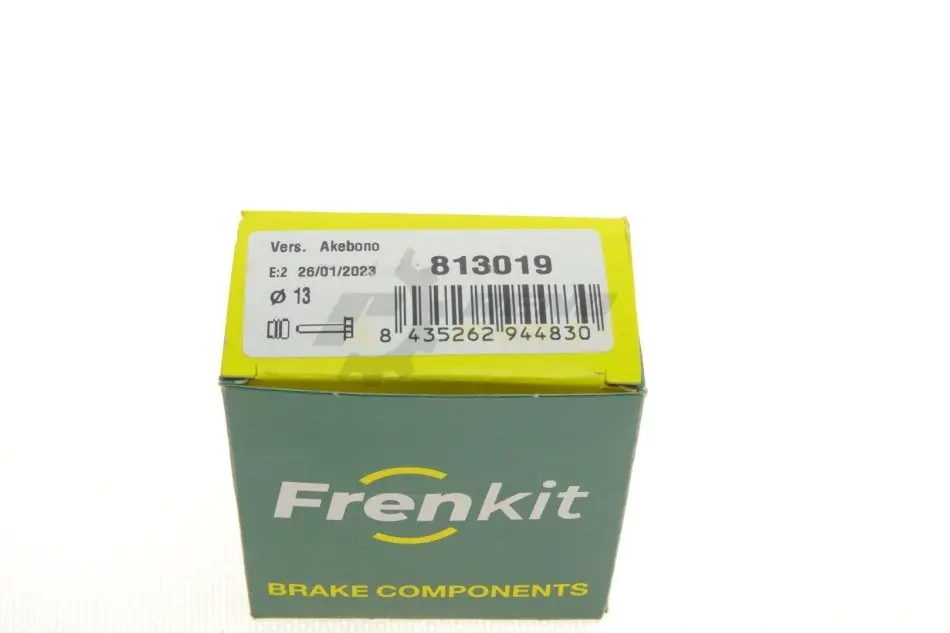 Vers. Akebono
E:2 26/01/2023
813019
Ø 13
8 435262 944830
Frenkit
BRAKE COMPONENTS